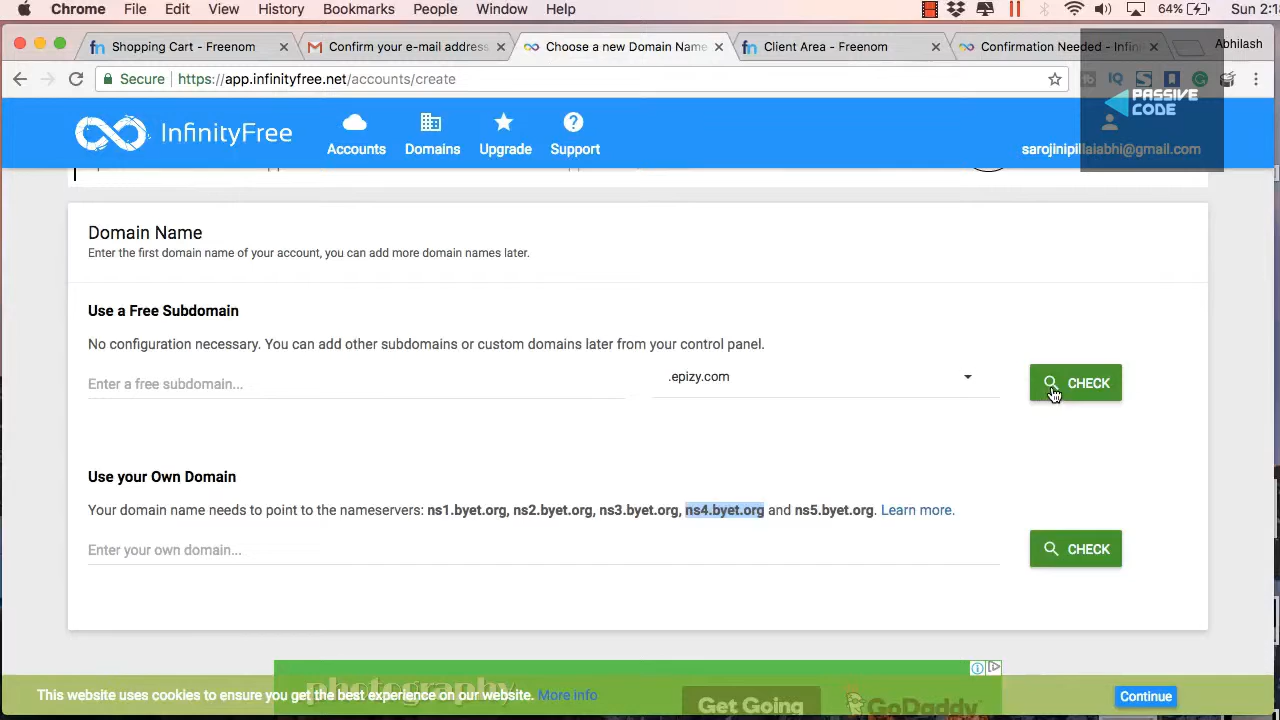 Chrome File Edit View History Bookmarks People Window Help 64% Sun 2:18
Shopping Cart - Freenom Confirm your e-mail address Choose a new Domain Name Client Area - Freenom Confirmation Needed - Infin Abhilash
Secure https://app.infinityfree.net/accounts/create
PASSIVE
CODE
InfinityFree
Accounts Domains Upgrade Support sarojinipillaiabhi@gmail.com
Domain Name
Enter the first domain name of your account, you can add more domain names later.
Use a Free Subdomain
No configuration necessary. You can add other subdomains or custom domains later from your control panel.
Enter a free subdomain... .epizy.com CHECK
Use your Own Domain
Your domain name needs to point to the nameservers: ns1.byet.org, ns2.byet.org, ns3.byet.org, ns4.byet.org and ns5.byet.org. Learn more.
Enter your own domain... CHECK
photography
This website uses cookies to ensure you get the best experience on our website. More info Continue
Get Going GoDaddy